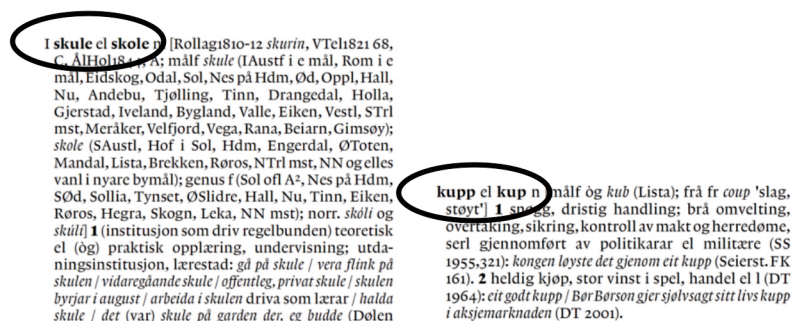 I skule el skole m [Rollag1810-12 skurin, VTel1821 68,
C, ÅlHol1844, A; målf skule (IAustf i e mål, Rom i e
mål, Eidskog, Odal, Sol, Nes på Hdm, Ød, Oppl, Hall,
Nu, Andebu, Tjølling, Tinn, Drangedal, Holla,
Gjerstad, Iveland, Bygland, Valle, Eiken, Vestl, STrl
mst, Meråker, Velfjord, Vega, Rana, Beiarn, Gimsøy);
skole (SAustl, Hof i Sol, Hdm, Engerdal, ØToten,
Mandal, Lista, Brekken, Røros, NTrl mst, NN og elles
vanl i nyare bymål); genus f (Sol ofl A², Nes på Hdm,
SØd, Sollia, Tynset, ØSlidre, Hall, Nu, Tinn, Eiken,
Røros, Hegra, Skogn, Leka, NN mst); norr. skóli og
skúli] 1 (institusjon som driv regelbunden) teoretisk
el (òg) praktisk opplæring, undervisning; utda-
ningsinstitusjon, lærestad: gå på skule / vera flink på
skulen / vidaregåande skule / offentleg, privat skule / skulen
byrjar i august / arbeida i skulen driva som lærar / halda
skule / det (var) skule på garden der, eg budde (Dølen
kupp el kup n [målf òg kub (Lista); frå fr coup 'slag,
støyt'] 1 snøgg, dristig handling; brå omvelting,
overtaking, sikring, kontroll av makt og herredøme,
serl gjennomført av politikarar el militære (SS
1955,321): kongen løyste det gjenom eit kupp (Seierst.FK
161). 2 heldig kjøp, stor vinst i spel, handel el l (DT
1964): eit godt kupp / Bør Børson gjer sjølvsagt sitt livs kupp
i aksjemarknaden (DT 2001).